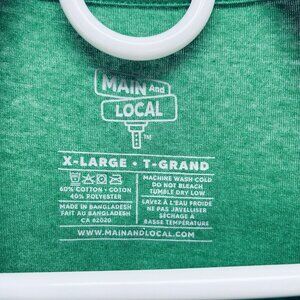 MAIN And
LOCAL
TM
X-LARGE • T-GRAND
60% COTTON • COTON
40% POLYESTER
MADE IN BANGLADESH
FAIT AU BANGLADESH
CA 62020
MACHINE WASH COLD
DO NOT BLEACH
TUMBLE DRY LOW
LAVEZ À L'EAU FROIDE
NE PAS JAVELLISER
SÉCHAGE À
BASSE TEMPÉRATURE
WWW.MAINANDLOCAL.COM